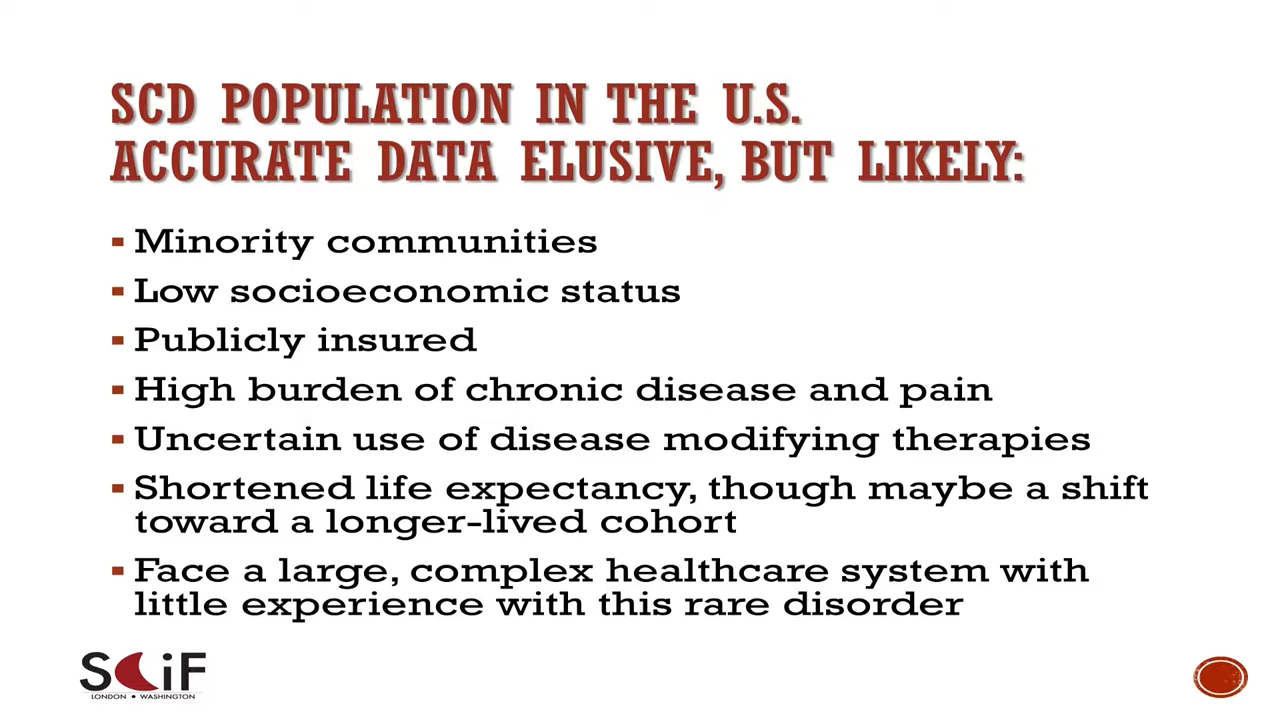 SCD POPULATION IN THE U.S.
ACCURATE DATA ELUSIVE, BUT LIKELY:
▪ Minority communities
▪ Low socioeconomic status
▪ Publicly insured
▪ High burden of chronic disease and pain
▪ Uncertain use of disease modifying therapies
▪ Shortened life expectancy, though maybe a shift
toward a longer-lived cohort
▪ Face a large, complex healthcare system with
little experience with this rare disorder
SCiF
LONDON • WASHINGTON